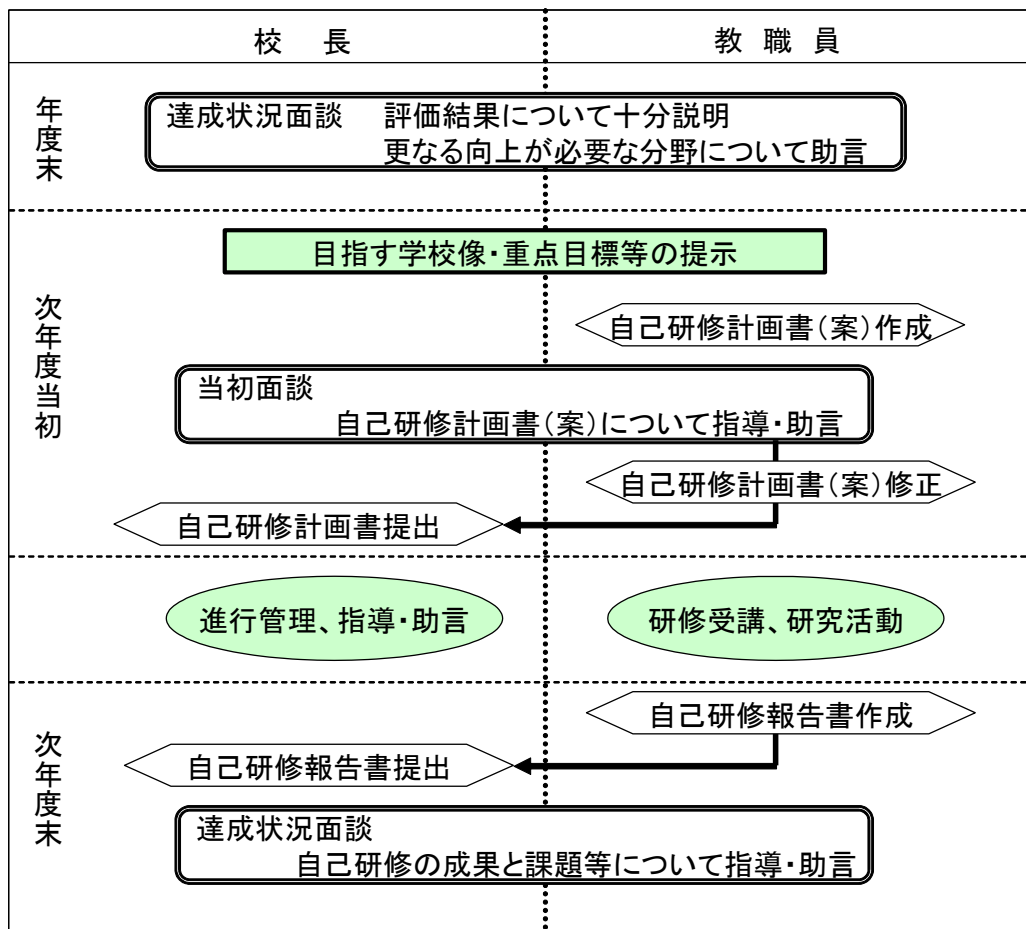 校 長
教 職 員
年度末
達成状況面談 評価結果について十分説明
更なる向上が必要な分野について助言
次年度当初
目指す学校像・重点目標等の提示
自己研修計画書(案)作成
当初面談
自己研修計画書(案)について指導・助言
自己研修計画書(案)修正
自己研修計画書提出
進行管理、指導・助言
研修受講、研究活動
次年度末
自己研修報告書作成
自己研修報告書提出
達成状況面談
自己研修の成果と課題等について指導・助言